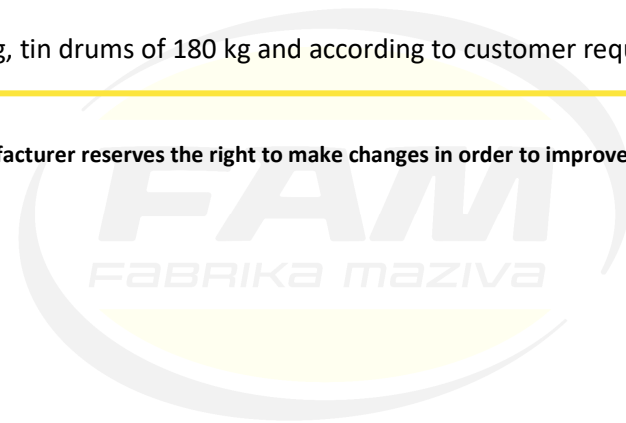 g, tin drums of 180 kg and according to customer requ
facturer reserves the right to make changes in order to improve
FAM
FABRIKA MAZIVA